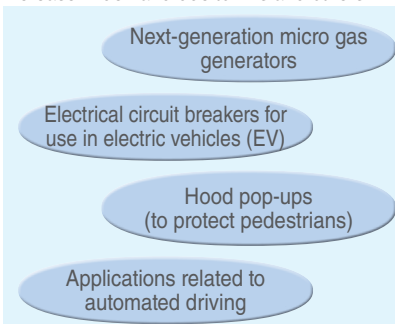 Next-generation micro gas
generators
Electrical circuit breakers for
use in electric vehicles (EV)
Hood pop-ups
(to protect pedestrians)
Applications related to
automated driving